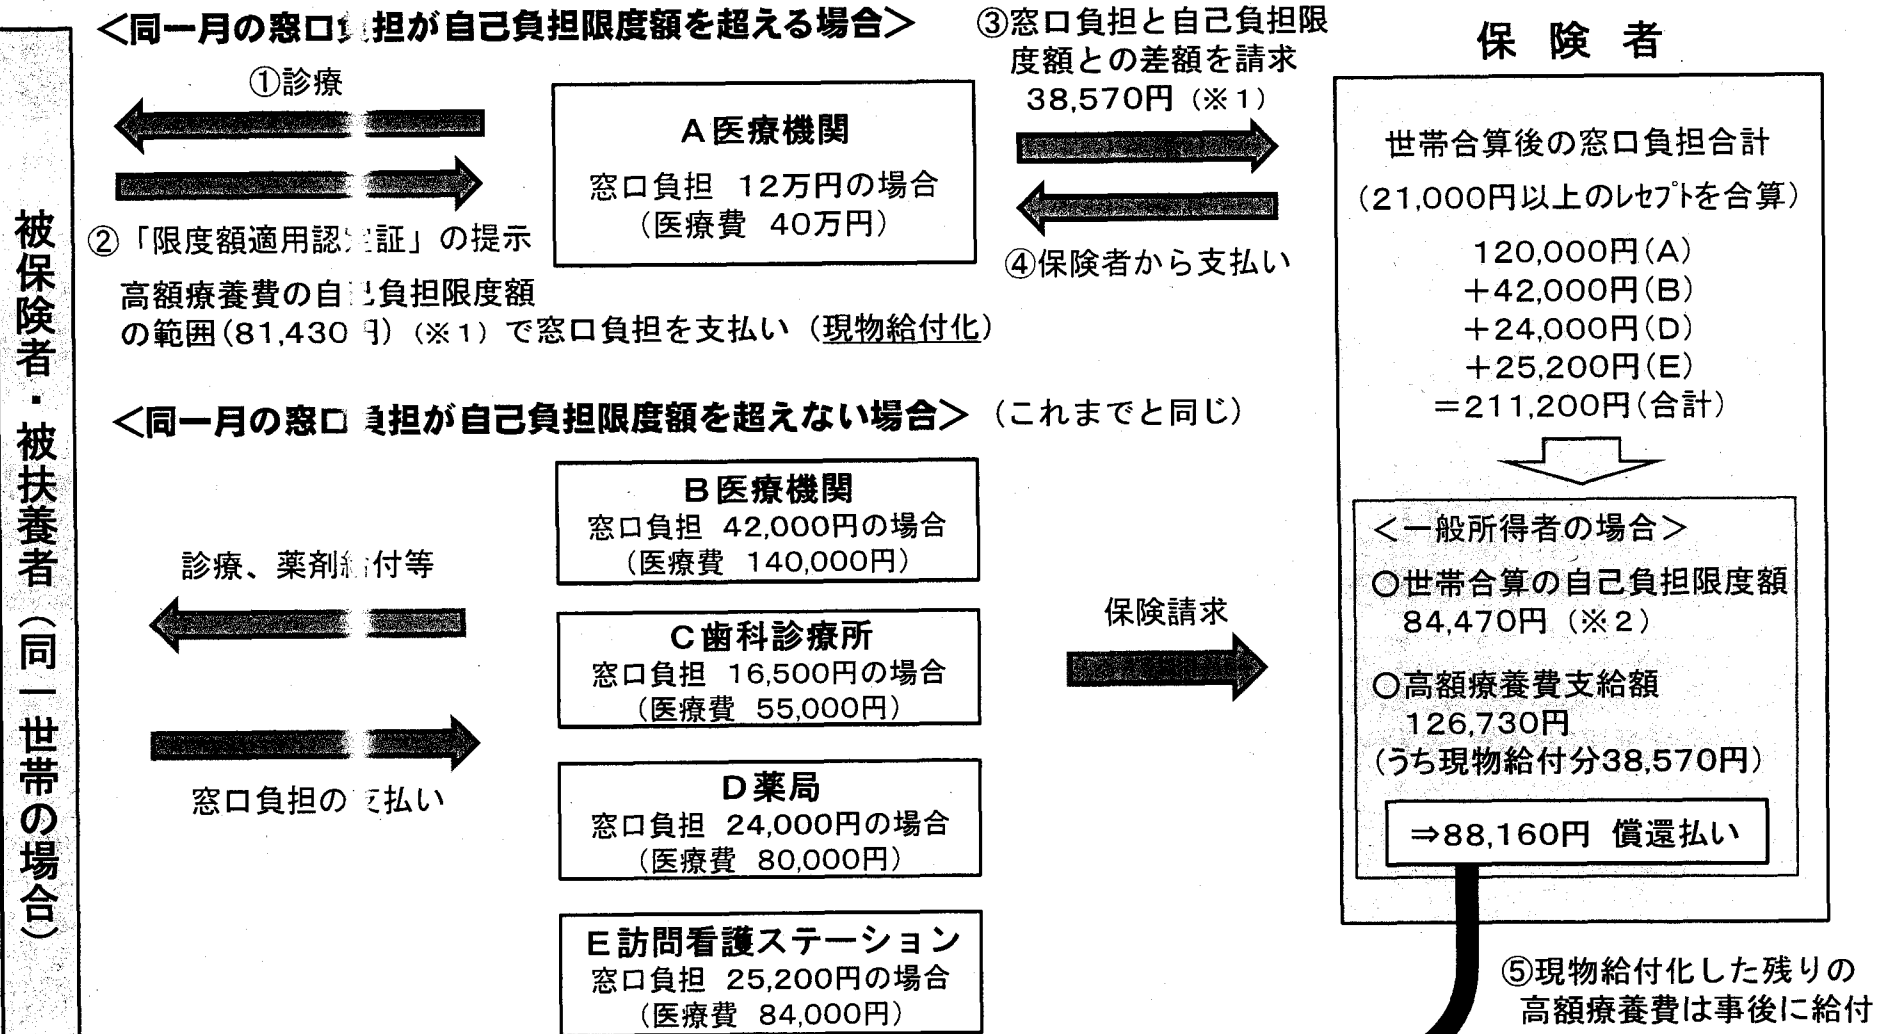 被保険者・被扶養者（同一世帯の場合）
＜同一月の窓口負担が自己負担限度額を超える場合＞
①診療
②「限度額適用認定証」の提示
高額療養費の自己負担限度額
の範囲（81,430円）（※1）で窓口負担を支払い（現物給付化）
A医療機関
窓口負担 12万円の場合
（医療費 40万円）
③窓口負担と自己負担限
度額との差額を請求
38,570円（※1）
④保険者から支払い
＜同一月の窓口負担が自己負担限度額を超えない場合＞（これまでと同じ）
診療、薬剤給付等
窓口負担の支払い
B医療機関
窓口負担 42,000円の場合
（医療費 140,000円）
C歯科診療所
窓口負担 16,500円の場合
（医療費 55,000円）
D薬局
窓口負担 24,000円の場合
（医療費 80,000円）
E訪問看護ステーション
窓口負担 25,200円の場合
（医療費 84,000円）
保険請求
保険者
世帯合算後の窓口負担合計
（21,000円以上のレセプトを合算）
120,000円（A）
＋42,000円（B）
＋24,000円（D）
＋25,200円（E）
＝211,200円（合計）
＜一般所得者の場合＞
○世帯合算の自己負担限度額
84,470円（※2）
○高額療養費支給額
126,730円
（うち現物給付分38,570円）
⇒88,160円 償還払い
⑤現物給付化した残りの
高額療養費は事後に給付